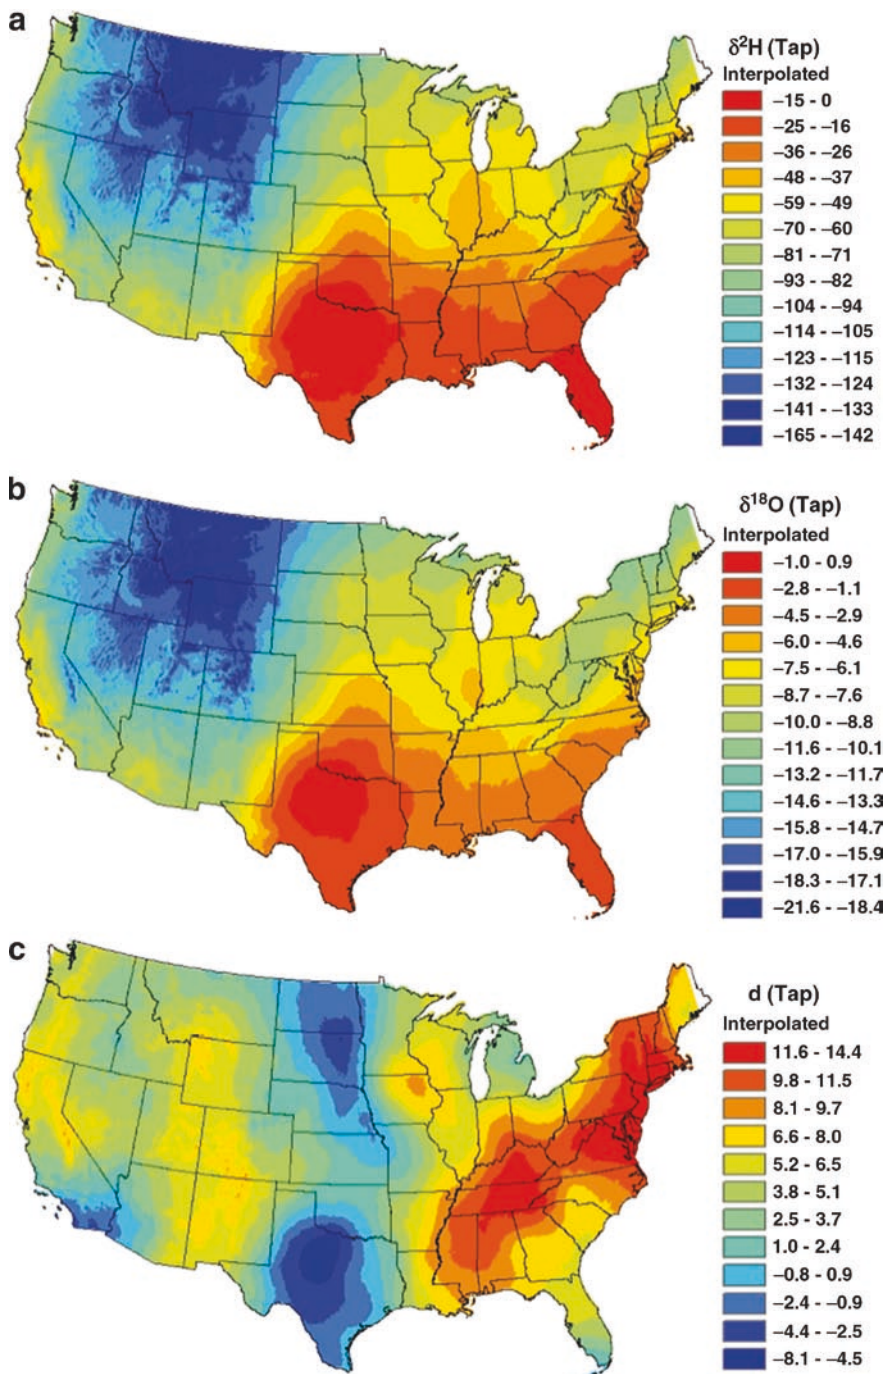 a
δ²H (Tap)
Interpolated
–15 - 0
–25 - –16
–36 - –26
–48 - –37
–59 - –49
–70 - –60
–81 - –71
–93 - –82
–104 - –94
–114 - –105
–123 - –115
–132 - –124
–141 - –133
–165 - –142
b
δ¹⁸O (Tap)
Interpolated
–1.0 - 0.9
–2.8 - –1.1
–4.5 - –2.9
–6.0 - –4.6
–7.5 - –6.1
–8.7 - –7.6
–10.0 - –8.8
–11.6 - –10.1
–13.2 - –11.7
–14.6 - –13.3
–15.8 - –14.7
–17.0 - –15.9
–18.3 - –17.1
–21.6 - –18.4
c
d (Tap)
Interpolated
11.6 - 14.4
9.8 - 11.5
8.1 - 9.7
6.6 - 8.0
5.2 - 6.5
3.8 - 5.1
2.5 - 3.7
1.0 - 2.4
–0.8 - 0.9
–2.4 - –0.9
–4.4 - –2.5
–8.1 - –4.5